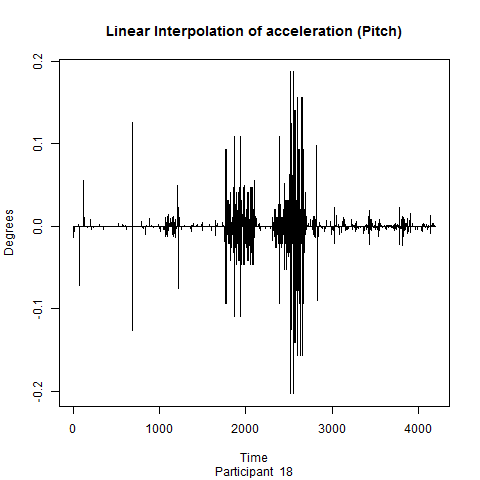 Linear Interpolation of acceleration (Pitch)
Degrees
0.2
0.1
0.0
-0.1
-0.2
0 1000 2000 3000 4000
Time
Participant 18